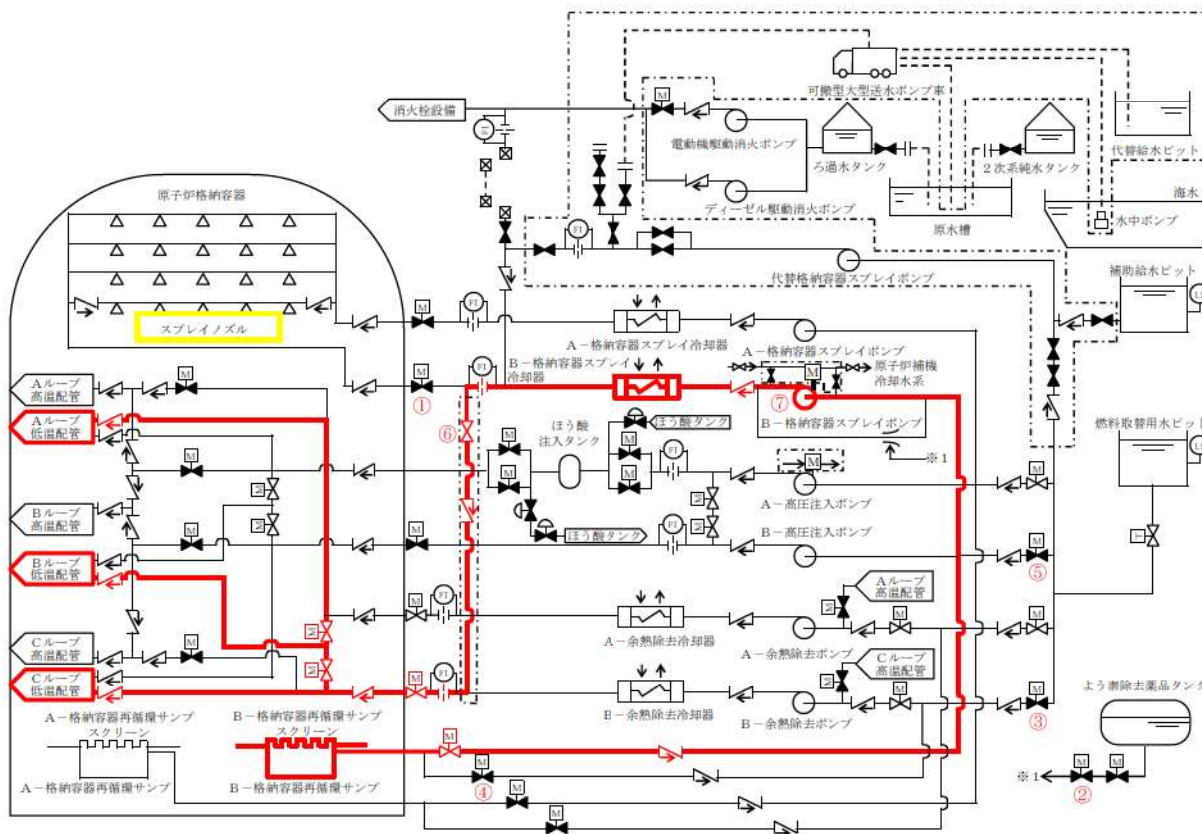 消火栓設備
FI
M
電動機駆動消火ポンプ
ディーゼル駆動消火ポンプ
可搬型大型送水ポンプ車
ろ過水タンク
2次系純水タンク
代替給水ピット
海水
水中ポンプ
原水槽
原子炉格納容器
スプレイノズル
FI
代替格納容器スプレイポンプ
補助給水ピット
M
FI
A-格納容器スプレイ冷却器
A-格納容器スプレイポンプ
B-格納容器スプレイ
冷却器
原子炉補機
冷却水系
M
①
M
FI
⑦
M
B-格納容器スプレイポンプ
※1
燃料取替用水ピット
Aループ
高温配管
M
Aループ
低温配管
⑥
ほう酸
注入タンク
ほう酸タンク
M
M
M
M
M
FI
M
M
A-高圧注入ポンプ
M
Bループ
高温配管
M
M
M
M
M
FI
ほう酸タンク
B-高圧注入ポンプ
M
⑤
T
Bループ
低温配管
M
M
FI
Aループ
高温配管
M
M
M
A-余熱除去冷却器
A-余熱除去ポンプ
Cループ
高温配管
M
M
Cループ
低温配管
M
FI
Cループ
高温配管
M
M
M
③
B-余熱除去冷却器
B-余熱除去ポンプ
よう素除去薬品タンク
A-格納容器再循環サンプ
スクリーン
B-格納容器再循環サンプ
スクリーン
M
M
④
M
M
A-格納容器再循環サンプ
B-格納容器再循環サンプ
※1
M
M
②